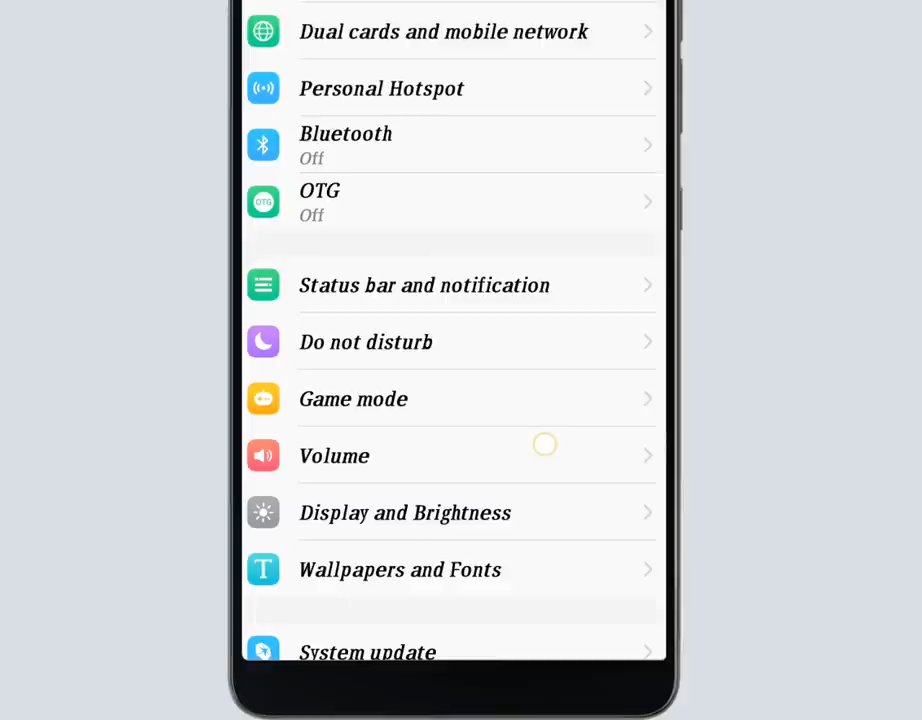 Dual cards and mobile network
Personal Hotspot
Bluetooth
Off
OTG
OTG
Off
Status bar and notification
Do not disturb
Game mode
Volume
Display and Brightness
T
Wallpapers and Fonts
System update